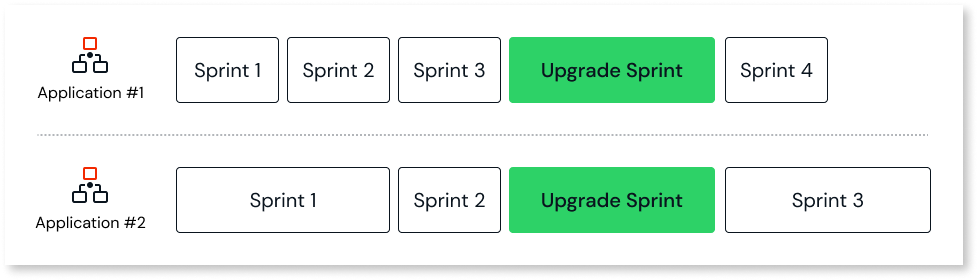 Application #1
Sprint 1
Sprint 2
Sprint 3
Upgrade Sprint
Sprint 4
Application #2
Sprint 1
Sprint 2
Upgrade Sprint
Sprint 3